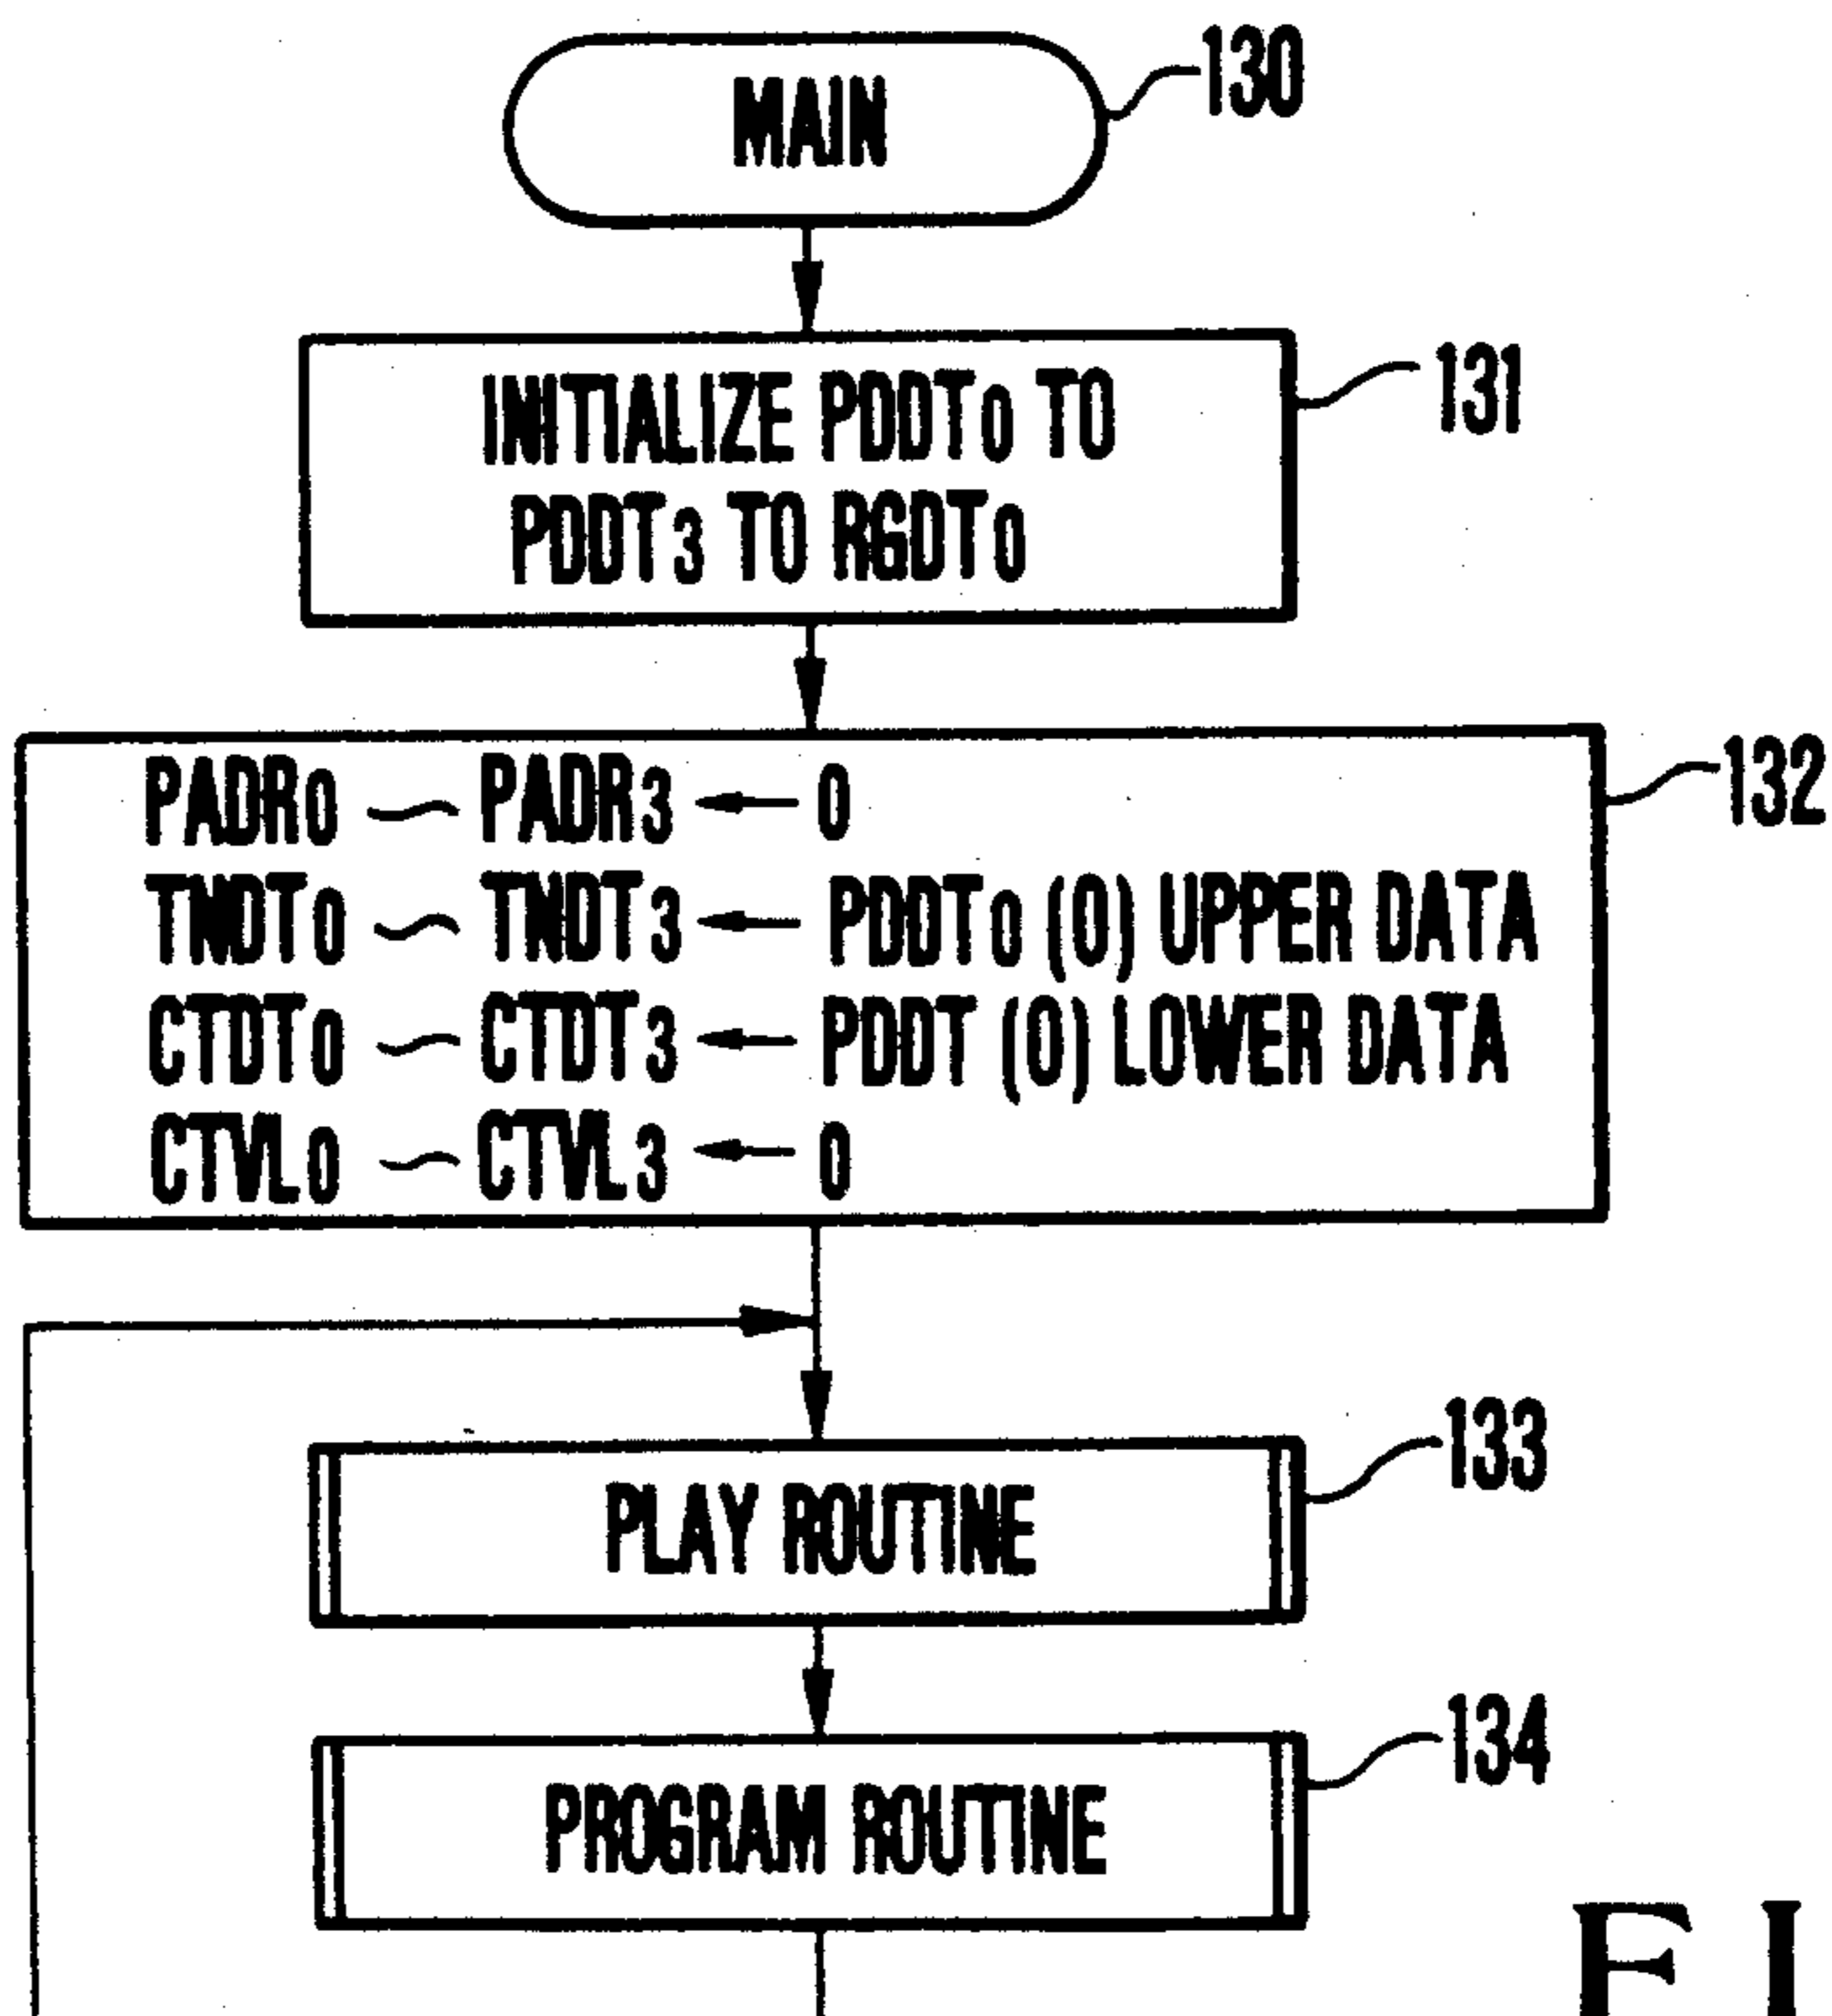 MAIN 130
INITIALIZE PDDT0 TO 131
PDDT3 TO RGDT0
PADR0 ~ PADR3 ← 0 132
TNDT0 ~ TNDT3 ← PDDT0 (0) UPPER DATA
CTDT0 ~ CTDT3 ← PDDT (0) LOWER DATA
CTVL0 ~ CTVL3 ← 0
PLAY ROUTINE 133
PROGRAM ROUTINE 134